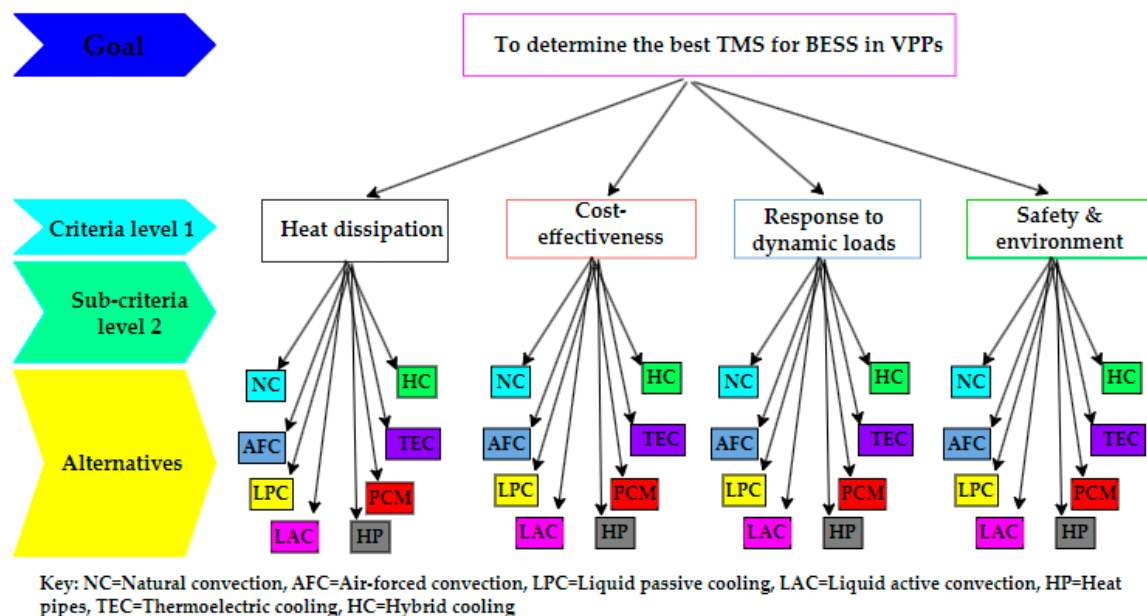 Goal
To determine the best TMS for BESS in VPPs
Criteria level 1
Heat dissipation
Cost-
effectiveness
Response to
dynamic loads
Safety &
environment
Sub-criteria
level 2
Alternatives
NC
HC
AFC
TEC
LPC
PCM
LAC
HP
NC
HC
AFC
TEC
LPC
PCM
LAC
HP
NC
HC
AFC
TEC
LPC
PCM
LAC
HP
NC
HC
AFC
TEC
LPC
PCM
LAC
HP
Key: NC=Natural convection, AFC=Air-forced convection, LPC=Liquid passive cooling, LAC=Liquid active convection, HP=Heat
pipes, TEC=Thermoelectric cooling, HC=Hybrid cooling